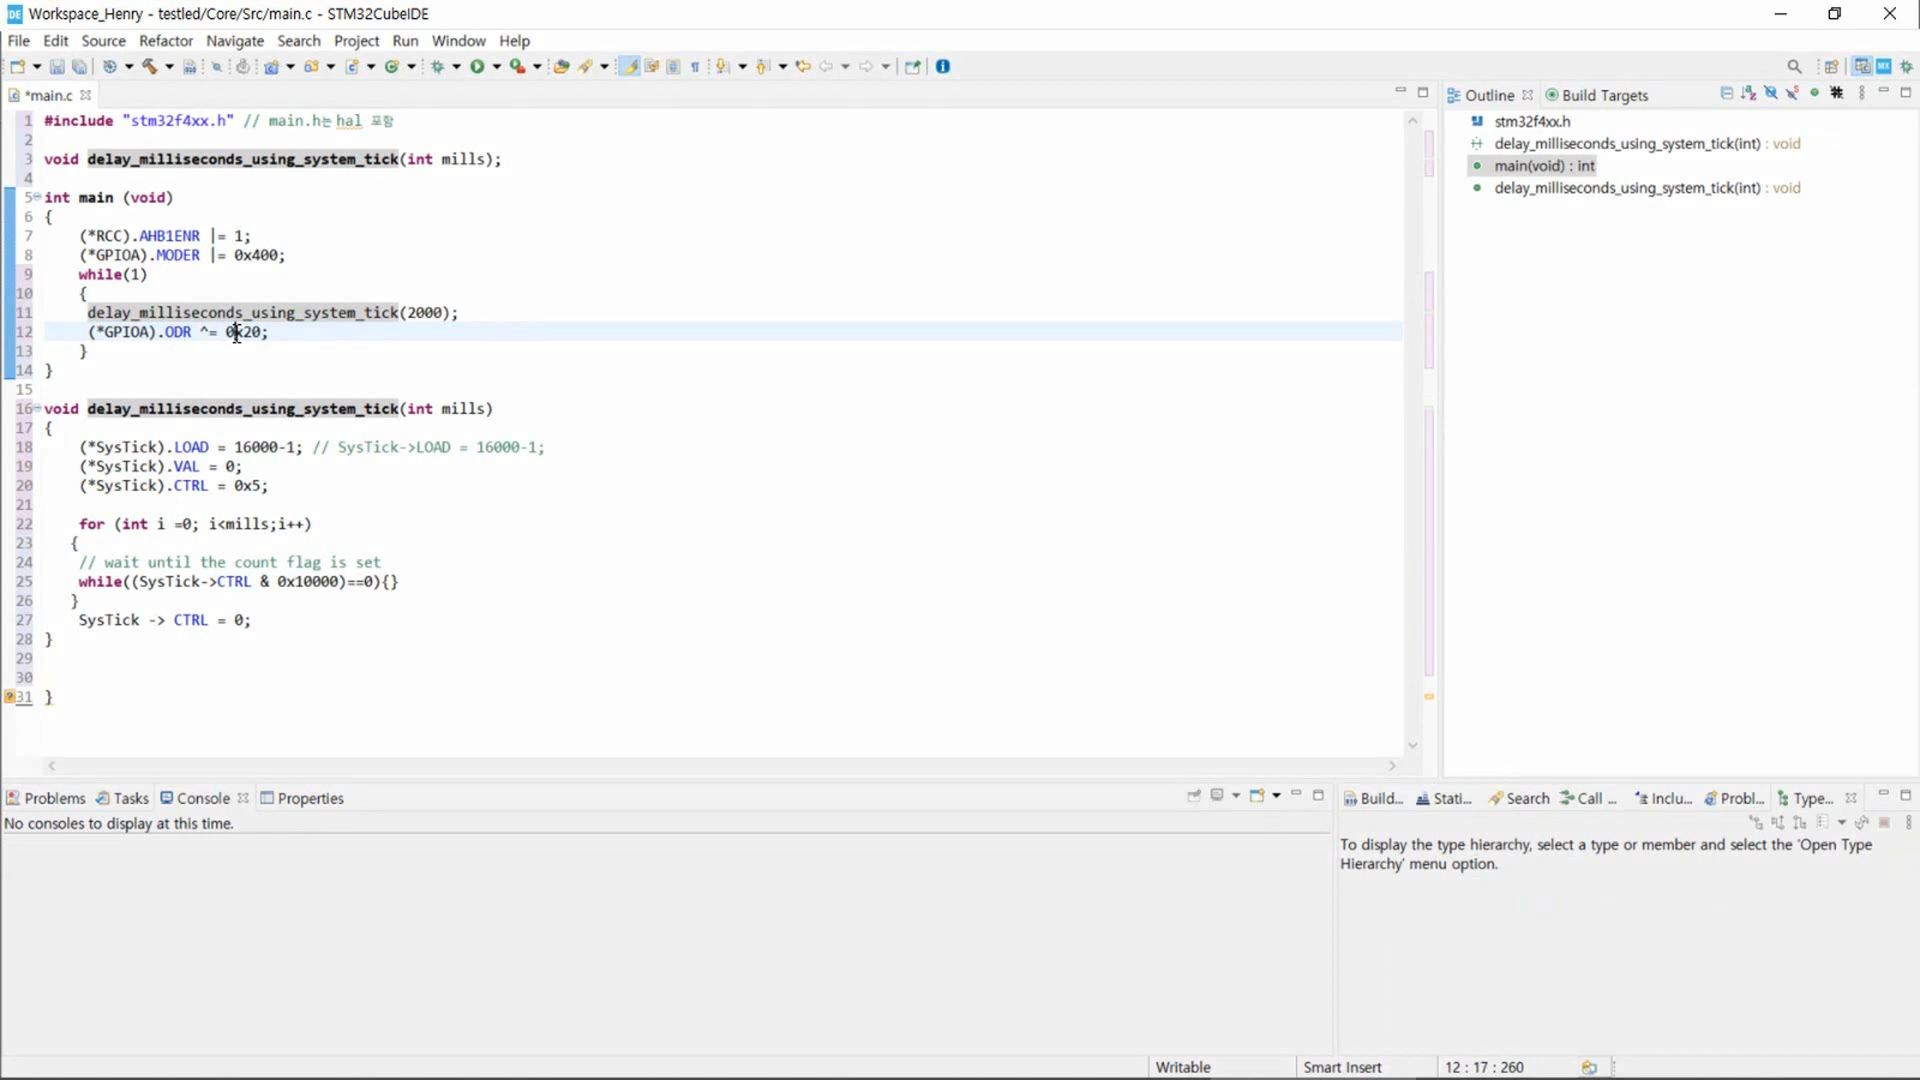 Workspace_Henry - testled/Core/Src/main.c - STM32CubeIDE
File Edit Source Refactor Navigate Search Project Run Window Help
*main.c
1 #include "stm32f4xx.h" // main.h는 hal 포함
2
3 void delay_milliseconds_using_system_tick(int mills);
4
5 int main (void)
6 {
7 (*RCC).AHB1ENR |= 1;
8 (*GPIOA).MODER |= 0x400;
9 while(1)
10 {
11 delay_milliseconds_using_system_tick(2000);
12 (*GPIOA).ODR ^= 0x20;
13 }
14 }
15
16 void delay_milliseconds_using_system_tick(int mills)
17 {
18 (*SysTick).LOAD = 16000-1; // SysTick->LOAD = 16000-1;
19 (*SysTick).VAL = 0;
20 (*SysTick).CTRL = 0x5;
21
22 for (int i =0; i<mills;i++)
23 {
24 // wait until the count flag is set
25 while((SysTick->CTRL & 0x10000)==0){}
26 }
27 SysTick -> CTRL = 0;
28 }
29
30
31 }
Outline Build Targets
stm32f4xx.h
delay_milliseconds_using_system_tick(int) : void
main(void) : int
delay_milliseconds_using_system_tick(int) : void
Problems Tasks Console Properties
No consoles to display at this time.
Build... Stati... Search Call ... Inclu... Probl... Type...
To display the type hierarchy, select a type or member and select the 'Open Type
Hierarchy' menu option.
Writable Smart Insert 12 : 17 : 260